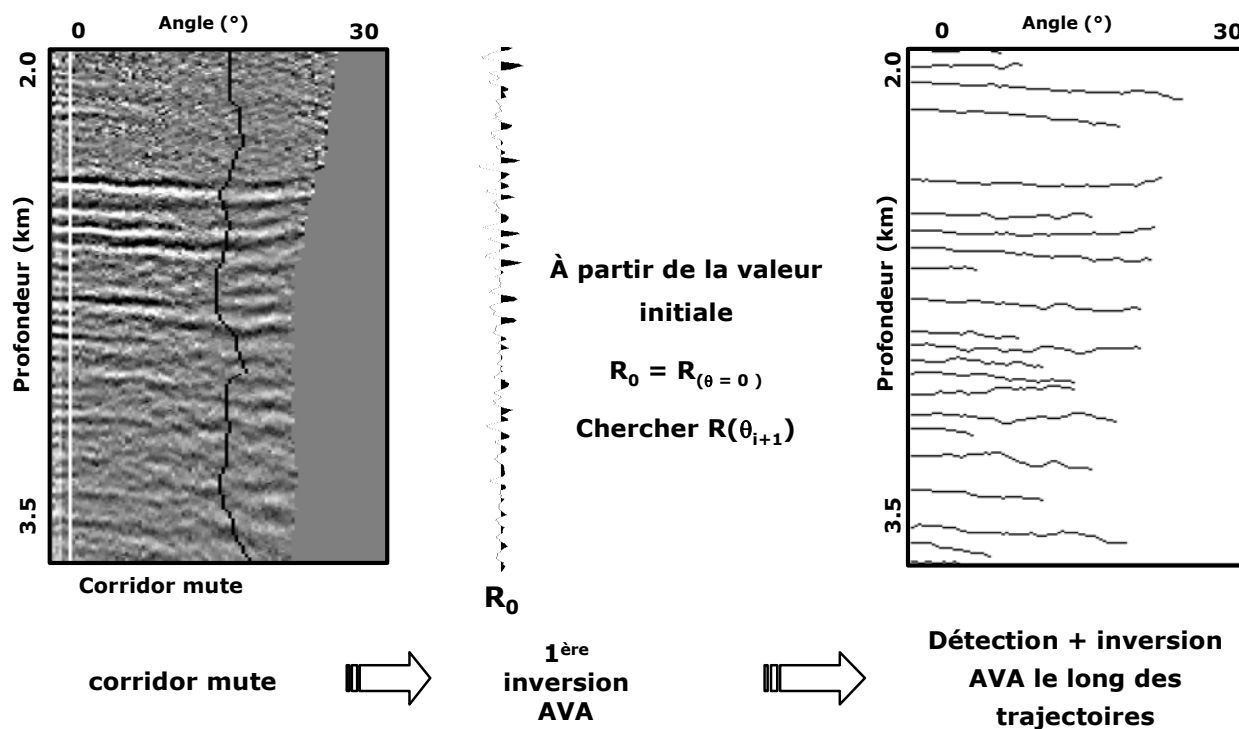 0 Angle (°) 30
2.0
Profondeur (km)
3.5
Corridor mute
R0
À partir de la valeur
initiale
R0 = R(θ = 0 )
Chercher R(θi+1)
0 Angle (°) 30
2.0
Profondeur (km)
3.5
corridor mute
1ère
inversion
AVA
Détection + inversion
AVA le long des
trajectoires